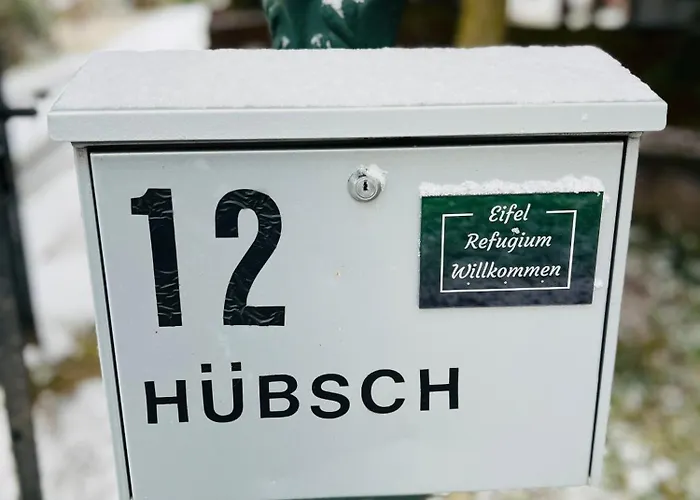 12
HÜBSCH
Eifel
Refugium
Willkommen